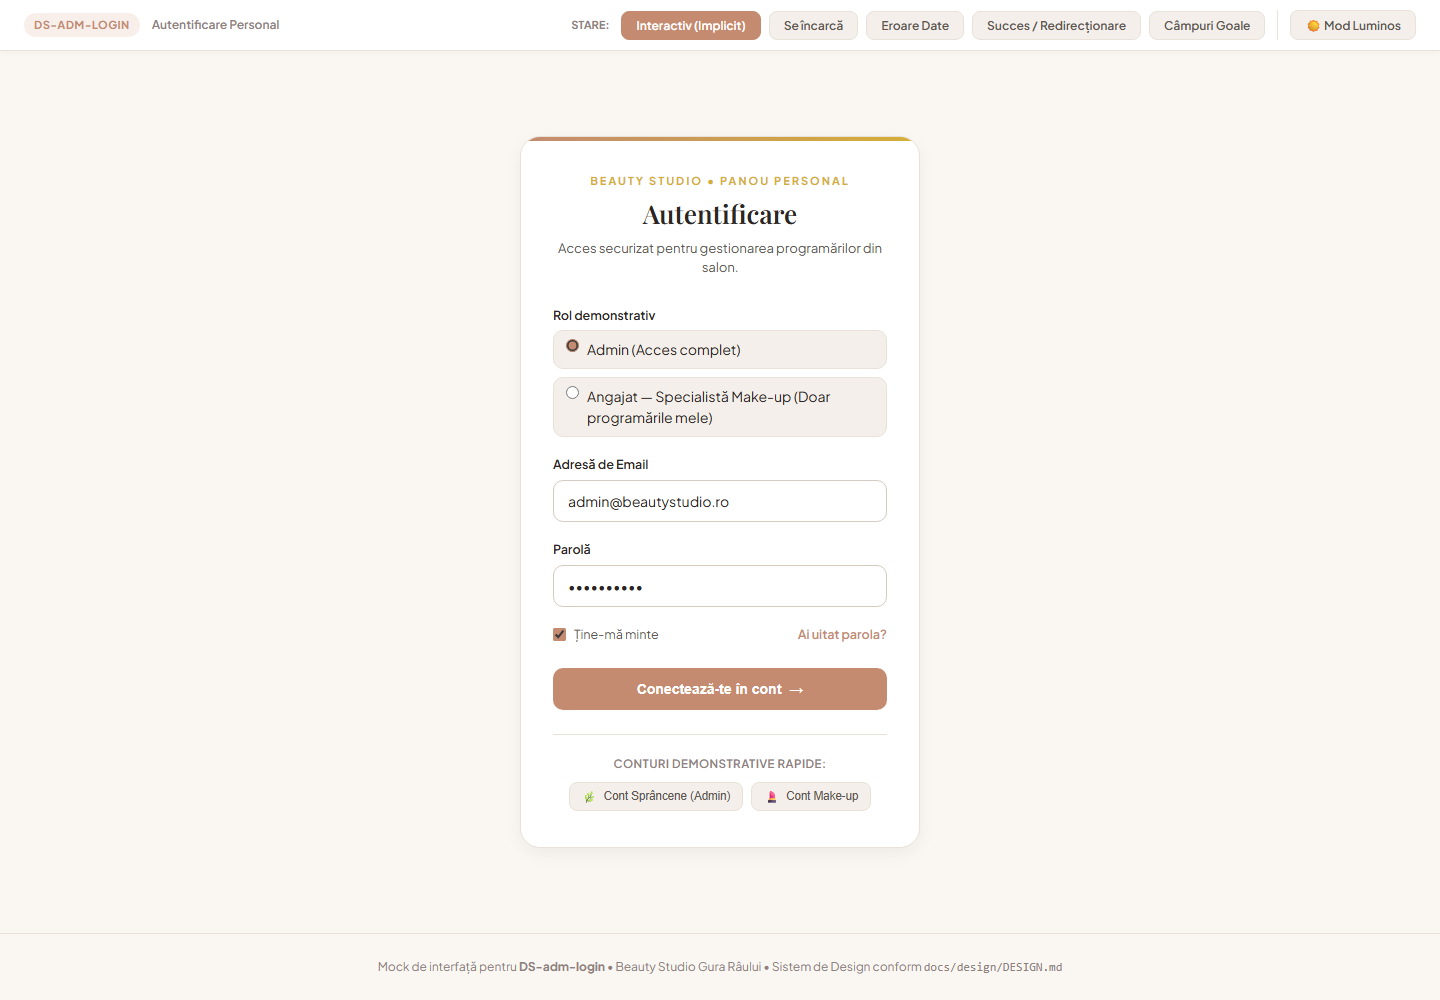 DS-ADM-LOGIN Autentificare Personal STARE: Interactiv (Implicit) Se încarcă Eroare Date Succes / Redirecționare Câmpuri Goale Mod Luminos
BEAUTY STUDIO • PANOU PERSONAL
Autentificare
Acces securizat pentru gestionarea programărilor din
salon.
Rol demonstrativ
Admin (Acces complet)
Angajat — Specialistă Make-up (Doar
programările mele)
Adresă de Email
admin@beautystudio.ro
Parolă
••••••••••
Ține-mă minte Ai uitat parola?
Conectează-te în cont →
CONTURI DEMONSTRATIVE RAPIDE:
Cont Sprâncene (Admin) Cont Make-up
Mock de interfață pentru DS-adm-login • Beauty Studio Gura Râului • Sistem de Design conform docs/design/DESIGN.md